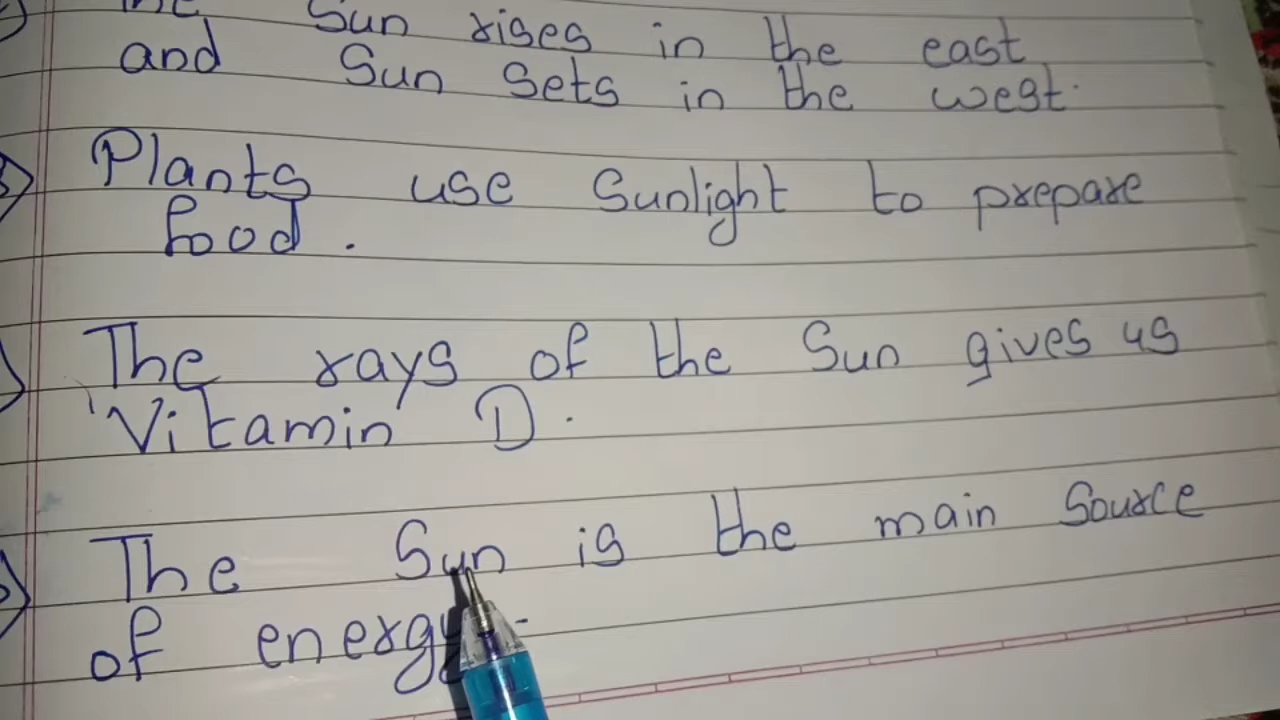 The Sun rises in the east
and Sun sets in the west.
Plants use Sunlight to prepare
food.
The rays of the Sun gives us
Vitamin D.
The Sun is the main Source
of energy.